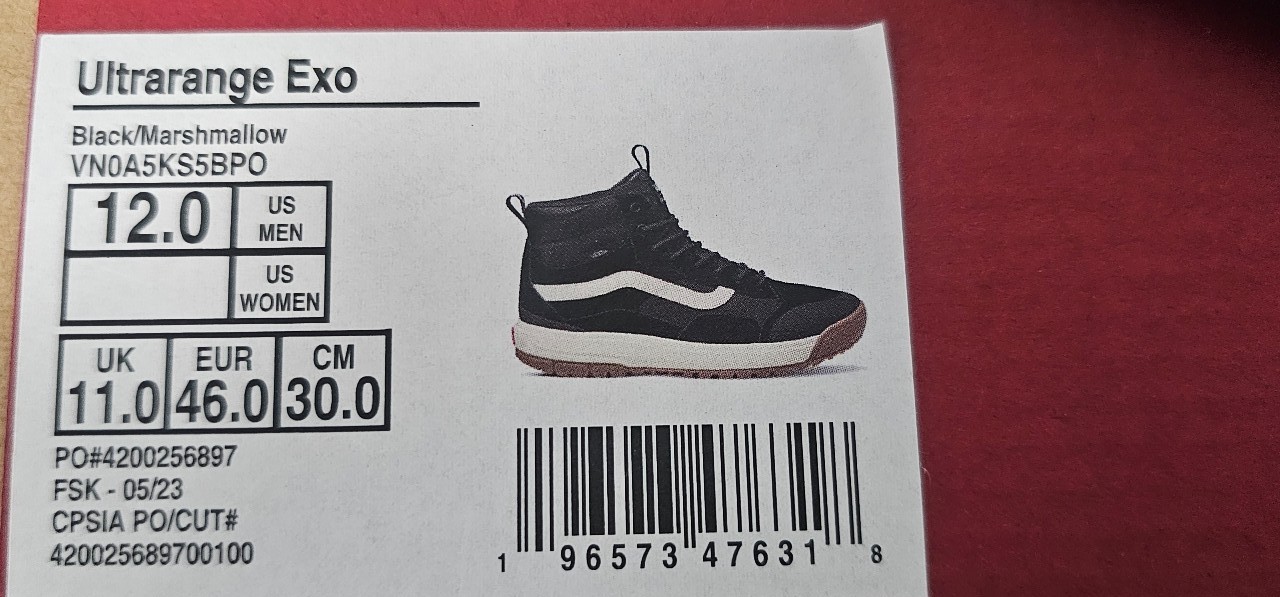 Ultrarange Exo
Black/Marshmallow
VN0A5KS5BPO
12.0 US MEN
US WOMEN
UK EUR CM
11.0 46.0 30.0
PO#4200256897
FSK - 05/23
CPSIA PO/CUT#
420025689700100
1 96573 47631 8